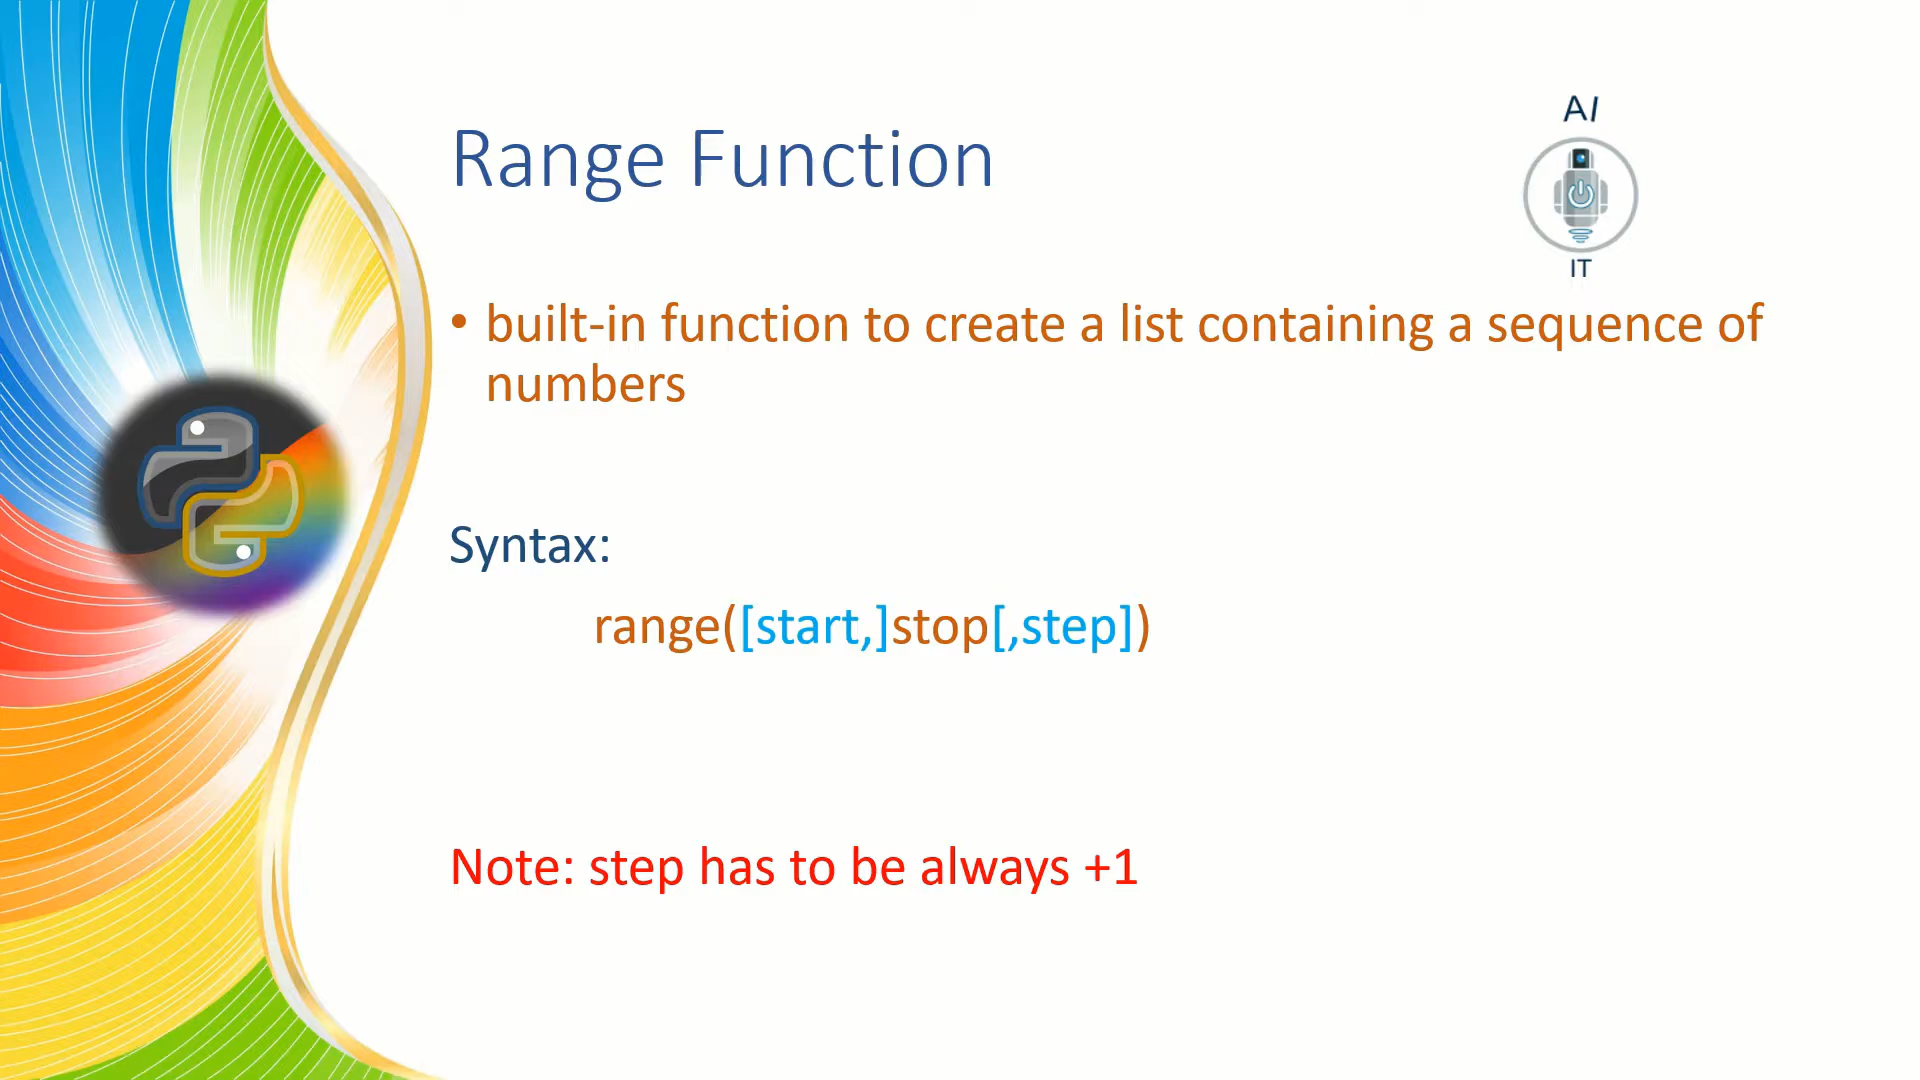 AI
Range Function
IT
• built-in function to create a list containing a sequence of
numbers
Syntax:
range([start,]stop[,step])
Note: step has to be always +1